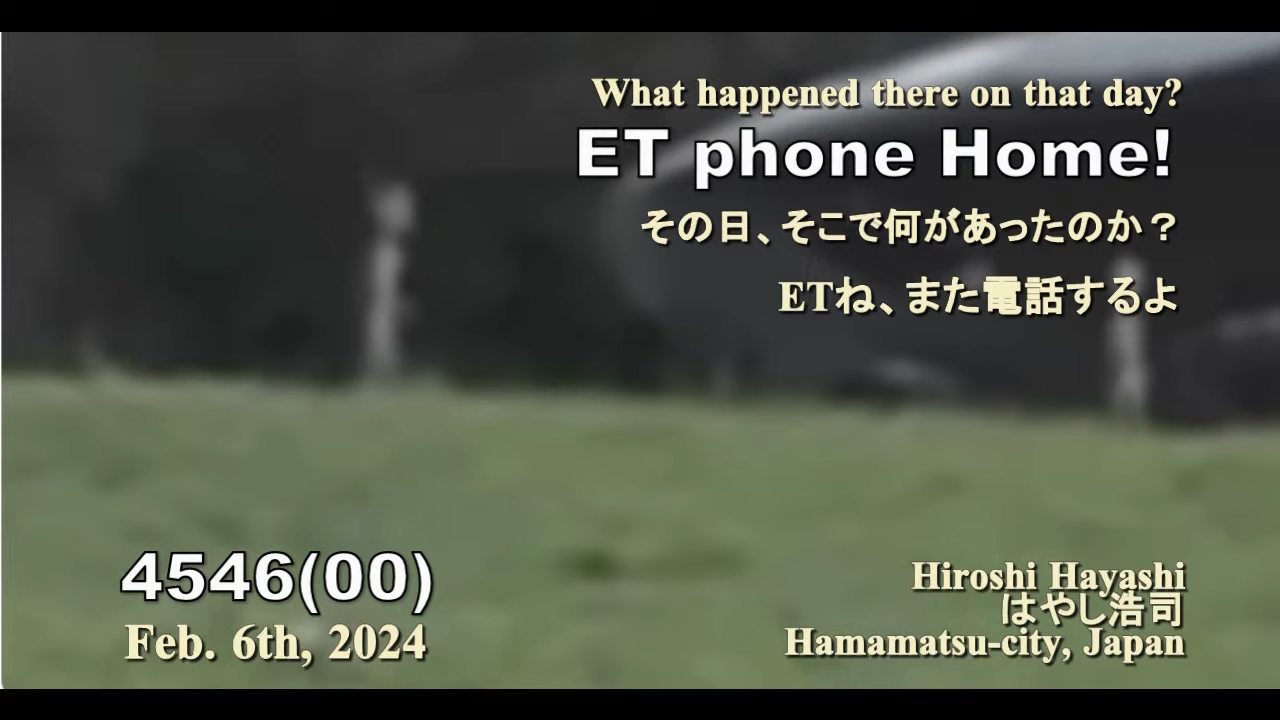 What happened there on that day?
ET phone Home!
その日、そこで何があったのか？
ETね、また電話するよ
4546(00)
Feb. 6th, 2024
Hiroshi Hayashi
はやし浩司
Hamamatsu-city, Japan